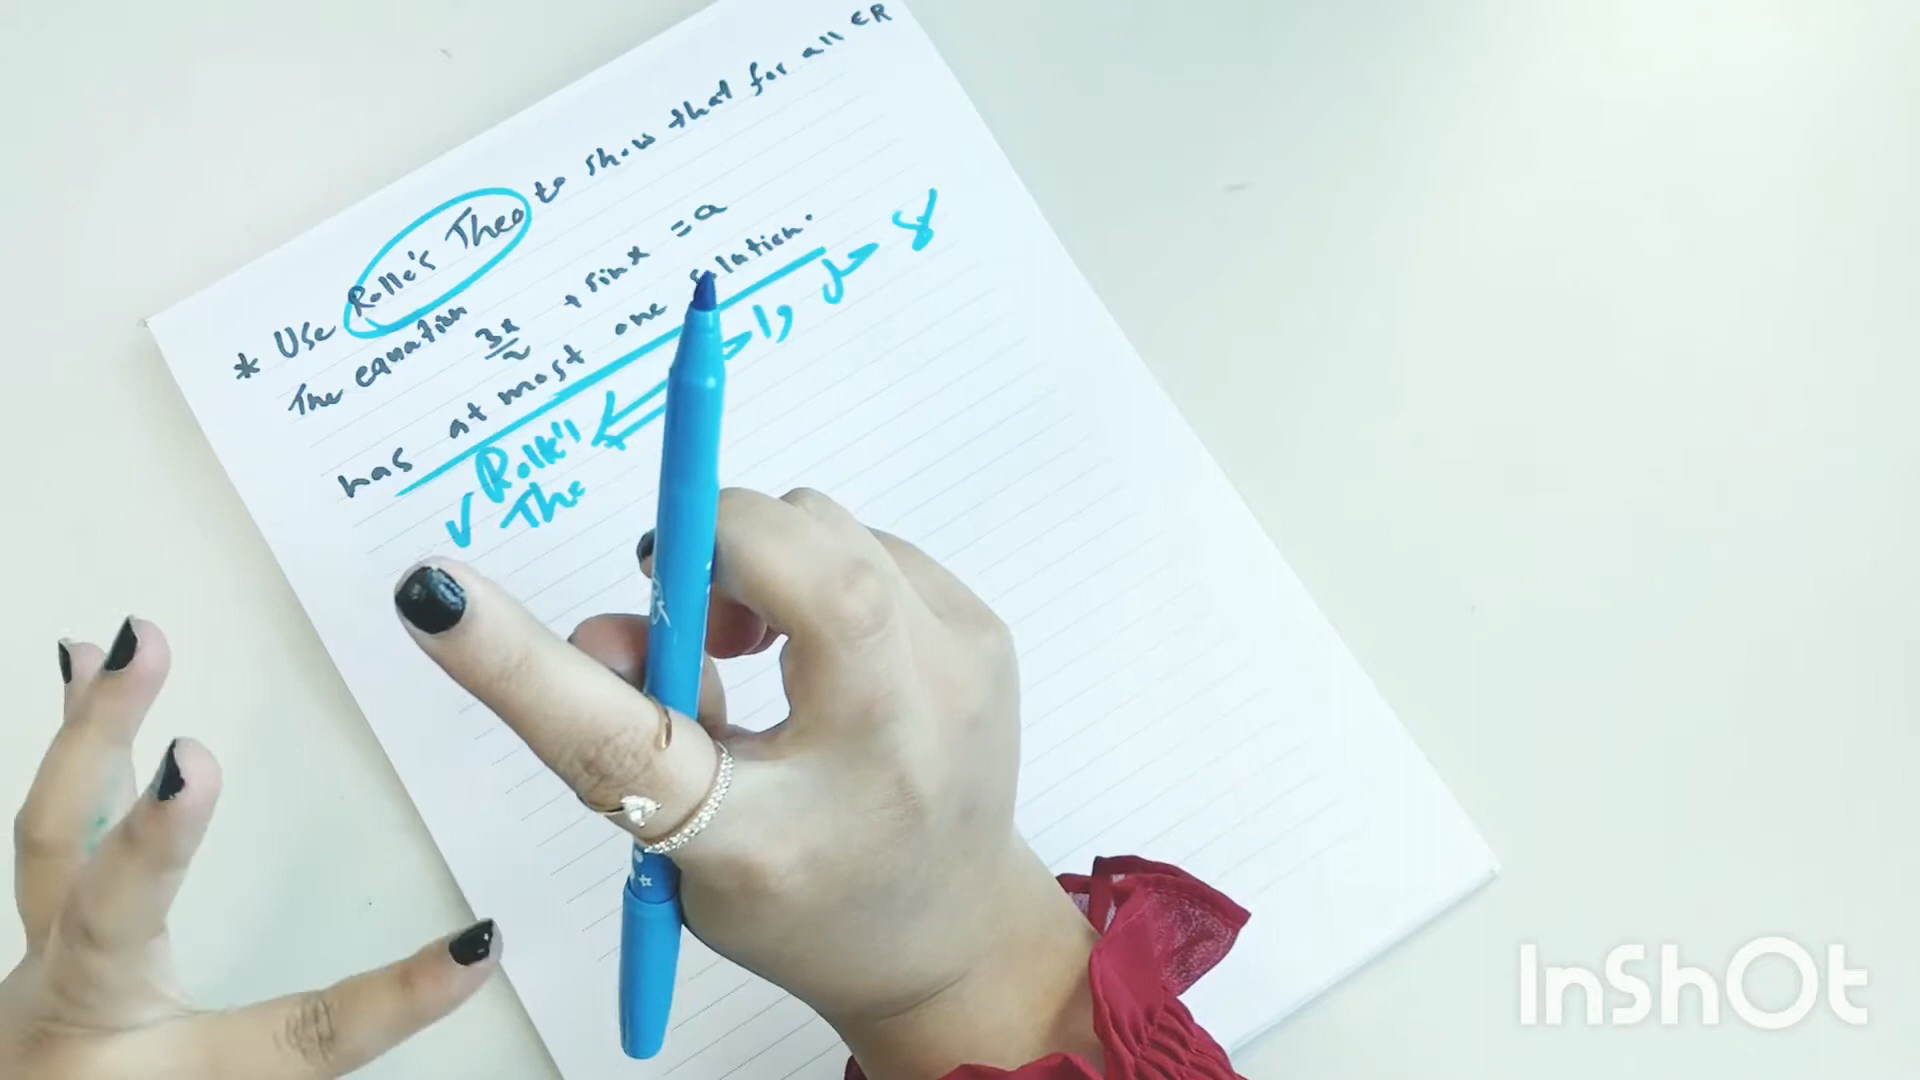 * Use Rolle's Theo to show that for all ∈R
The equation 3x/2 + sinx = a
has at most one solution.
Rolle's
The
InShOt